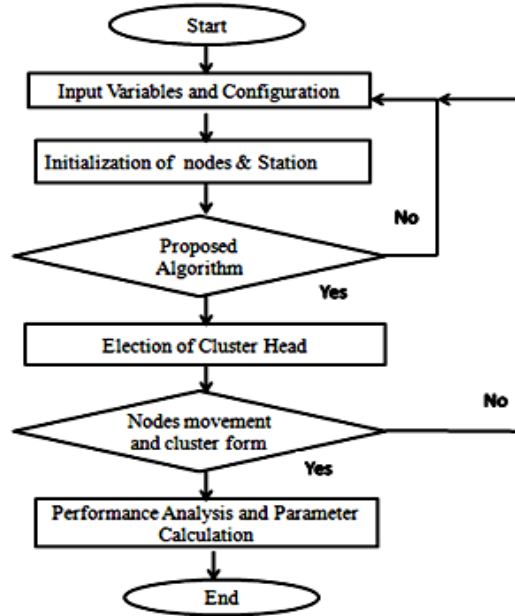 Start
Input Variables and Configuration
Initialization of nodes & Station
No
Proposed
Algorithm
Yes
Election of Cluster Head
No
Nodes movement
and cluster form
Yes
Performance Analysis and Parameter
Calculation
End